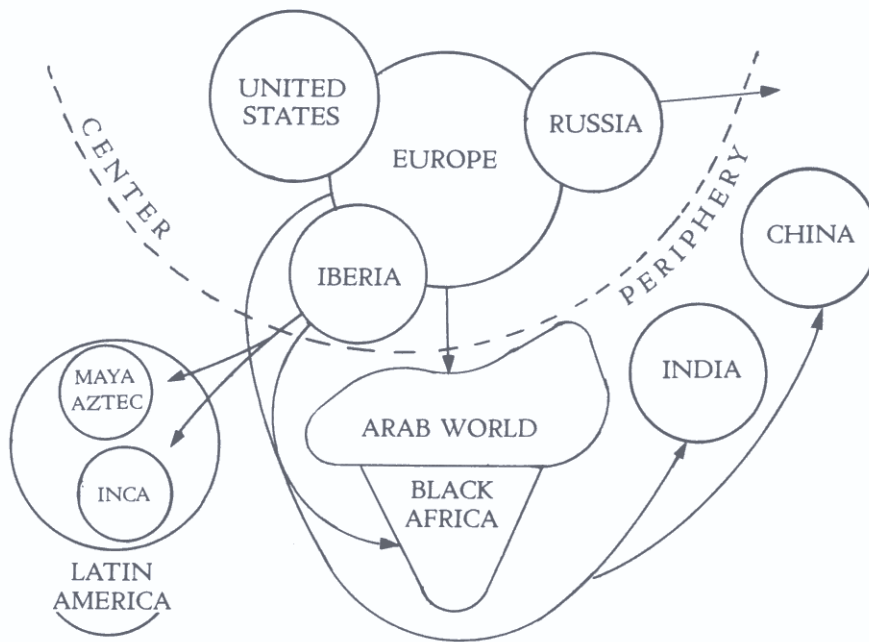 UNITED
STATES
EUROPE
RUSSIA
CENTER
PERIPHERY
CHINA
IBERIA
INDIA
MAYA
AZTEC
INCA
ARAB WORLD
BLACK
AFRICA
LATIN
AMERICA